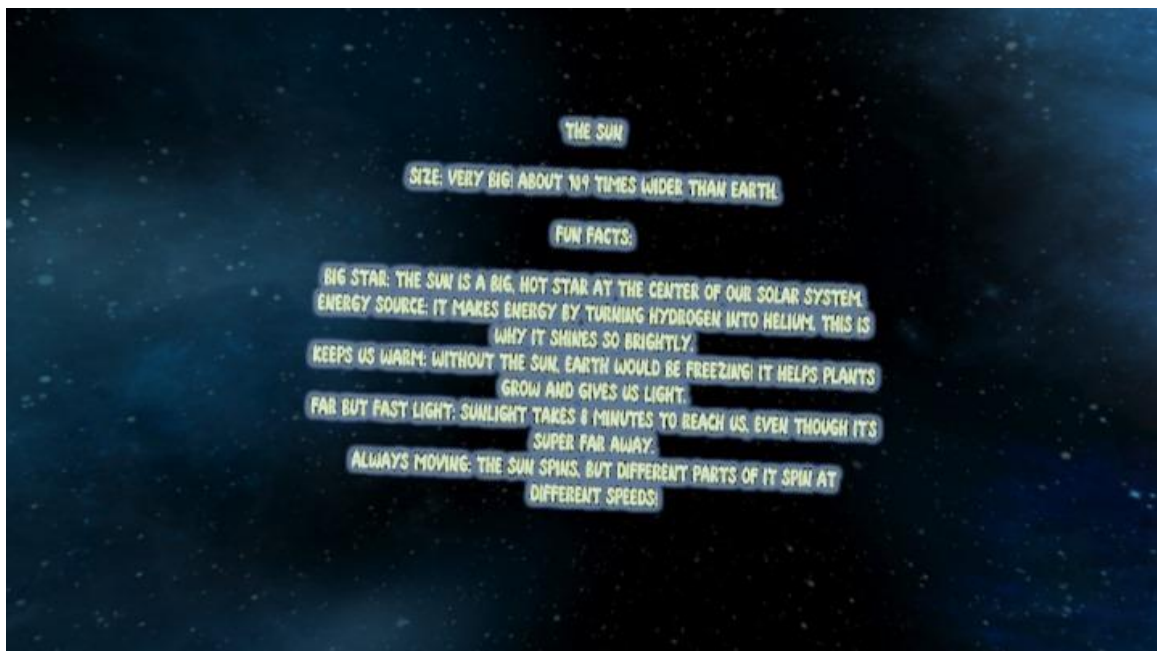 THE SUN
SIZE: VERY BIG! ABOUT 109 TIMES WIDER THAN EARTH.
FUN FACTS:
BIG STAR: THE SUN IS A BIG, HOT STAR AT THE CENTER OF OUR SOLAR SYSTEM.
ENERGY SOURCE: IT MAKES ENERGY BY TURNING HYDROGEN INTO HELIUM. THIS IS
WHY IT SHINES SO BRIGHTLY.
KEEPS US WARM: WITHOUT THE SUN, EARTH WOULD BE FREEZING! IT HELPS PLANTS
GROW AND GIVES US LIGHT.
FAR BUT FAST LIGHT: SUNLIGHT TAKES 8 MINUTES TO REACH US, EVEN THOUGH IT'S
SUPER FAR AWAY.
ALWAYS MOVING: THE SUN SPINS, BUT DIFFERENT PARTS OF IT SPIN AT
DIFFERENT SPEEDS!